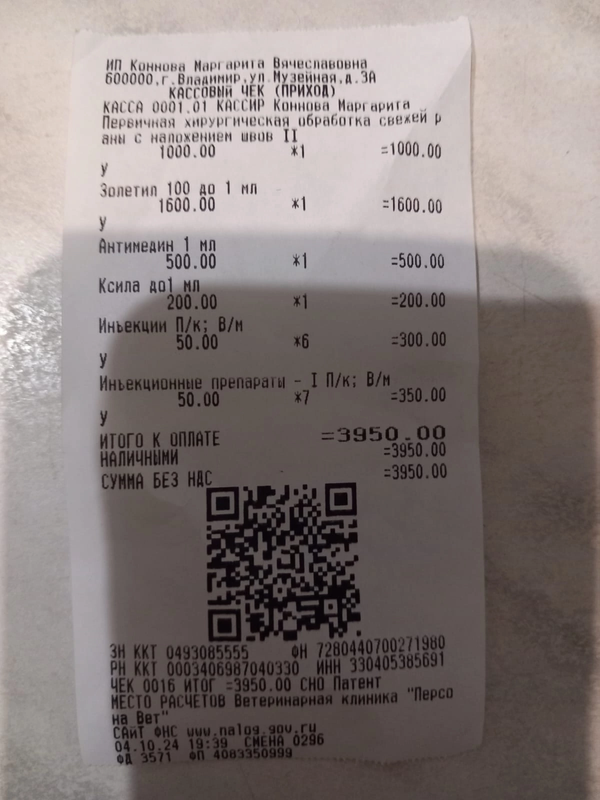 ИП Коннова Маргарита Вячеславовна
600000,г.Владимир,ул.Музейная,д.3А
КАССОВЫЙ ЧЕК (ПРИХОД)
КАССА 0001.01 КАССИР Коннова Маргарита
Первичная хирургическая обработка свежей р
аны с наложением швов II
1000.00 *1 =1000.00
У
Золетил 100 до 1 мл
1600.00 *1 =1600.00
У
Антимедин 1 мл
500.00 *1 =500.00
Ксила до1 мл
200.00 *1 =200.00
Инъекции П/к; В/м
50.00 *6 =300.00
У
Инъекционные препараты - I П/к; В/м
50.00 *7 =350.00
У
ИТОГО К ОПЛАТЕ =3950.00
НАЛИЧНЫМИ =3950.00
СУММА БЕЗ НДС =3950.00
ЗН ККТ 0493085555 ФН 7280440700271980
РН ККТ 0003406987040330 ИНН 330405385691
ЧЕК 0016 ИТОГ =3950.00 СНО Патент
МЕСТО РАСЧЕТОВ Ветеринарная клиника "Персо
на Вет"
САЙТ ФНС www.nalog.gov.ru
04.10.24 19:39 СМЕНА 0296
ФД 3571 ФП 4083350999